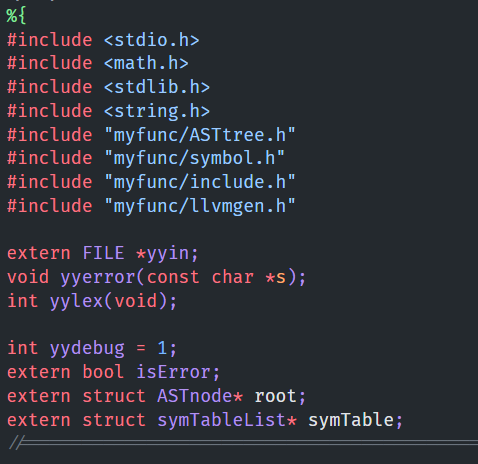 %{
#include <stdio.h>
#include <math.h>
#include <stdlib.h>
#include <string.h>
#include "myfunc/ASTtree.h"
#include "myfunc/symbol.h"
#include "myfunc/include.h"
#include "myfunc/llvmgen.h"
extern FILE *yyin;
void yyerror(const char *s);
int yylex(void);
int yydebug = 1;
extern bool isError;
extern struct ASTnode* root;
extern struct symTableList* symTable;
//================================================